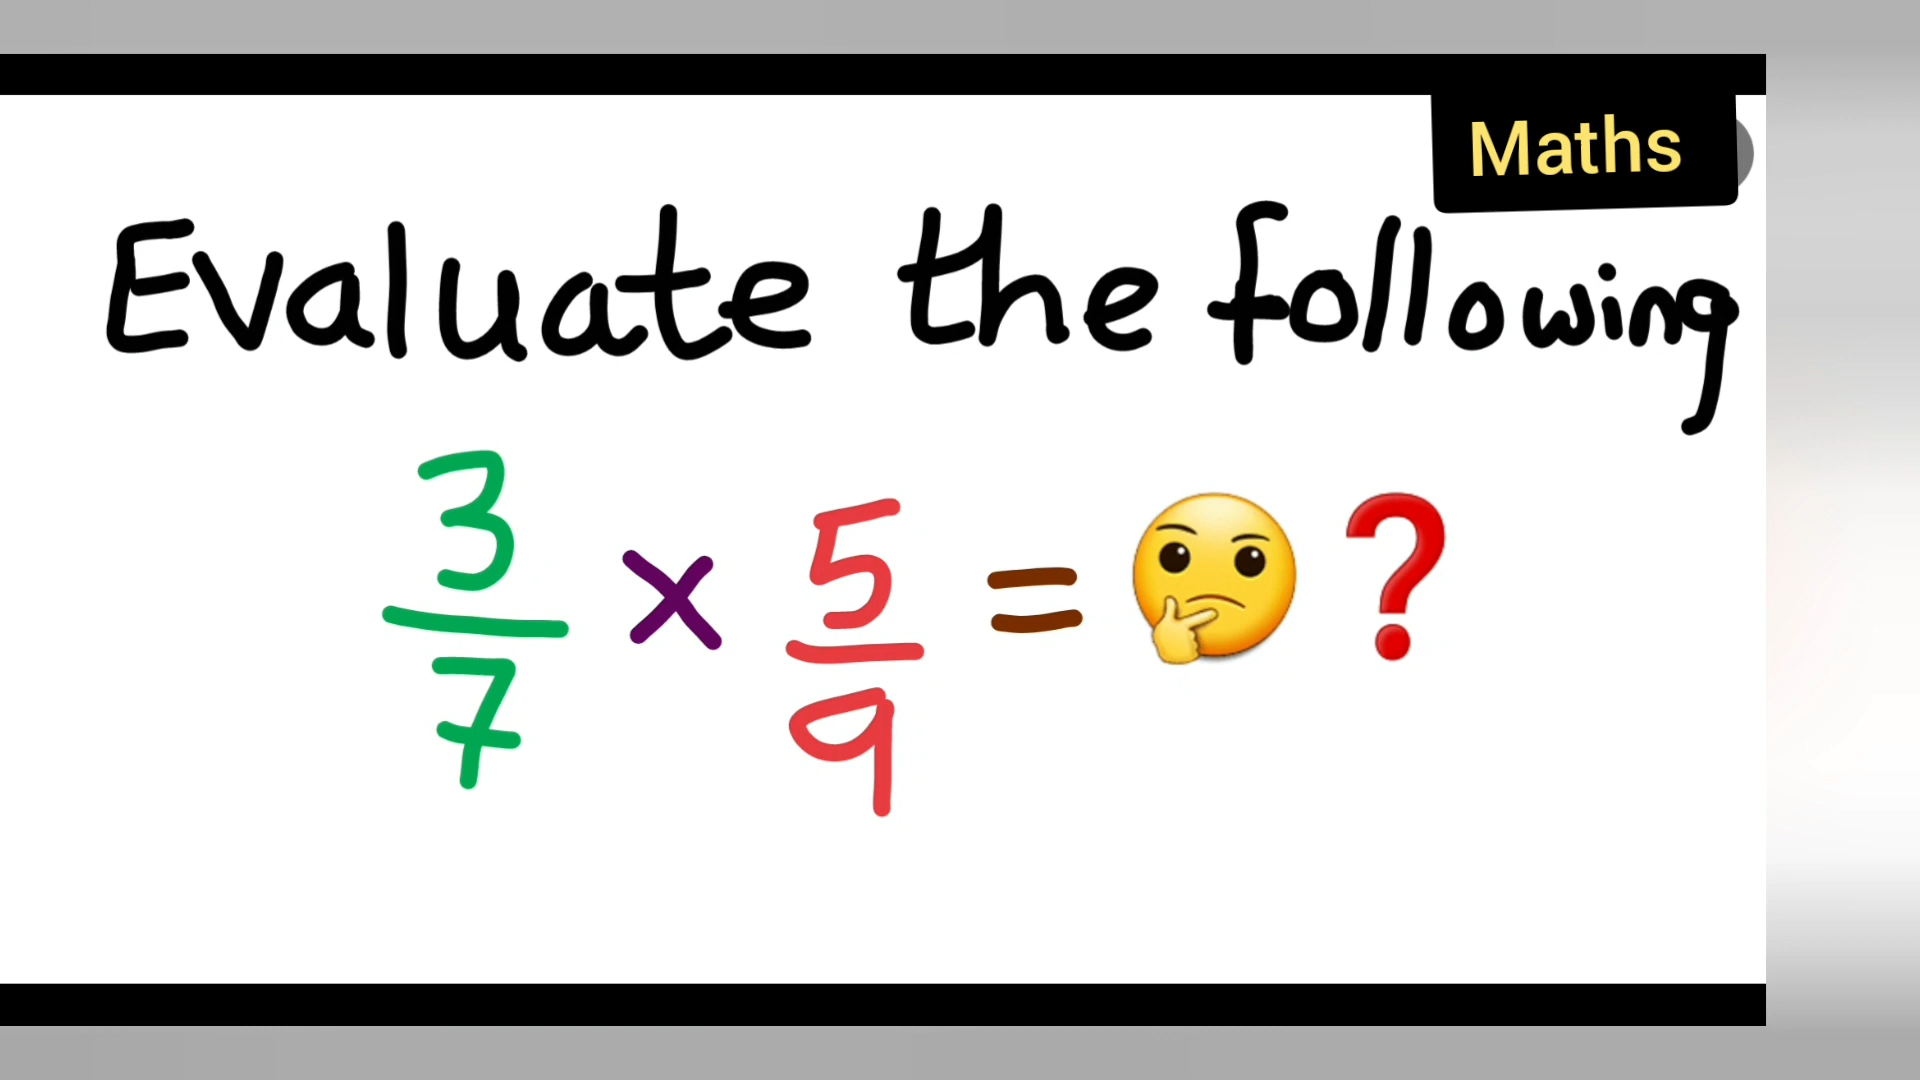 Maths
Evaluate the following
3/7 × 5/9 = 🤔 ❓